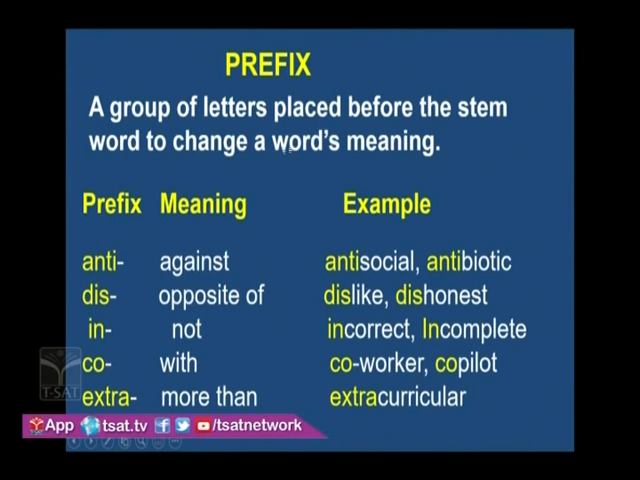 PREFIX
A group of letters placed before the stem
word to change a word's meaning.
Prefix Meaning Example
anti- against antisocial, antibiotic
dis- opposite of dislike, dishonest
in- not incorrect, Incomplete
co- with co-worker, copilot
extra- more than extracurricular
T-SAT
App tsat.tv /tsatnetwork